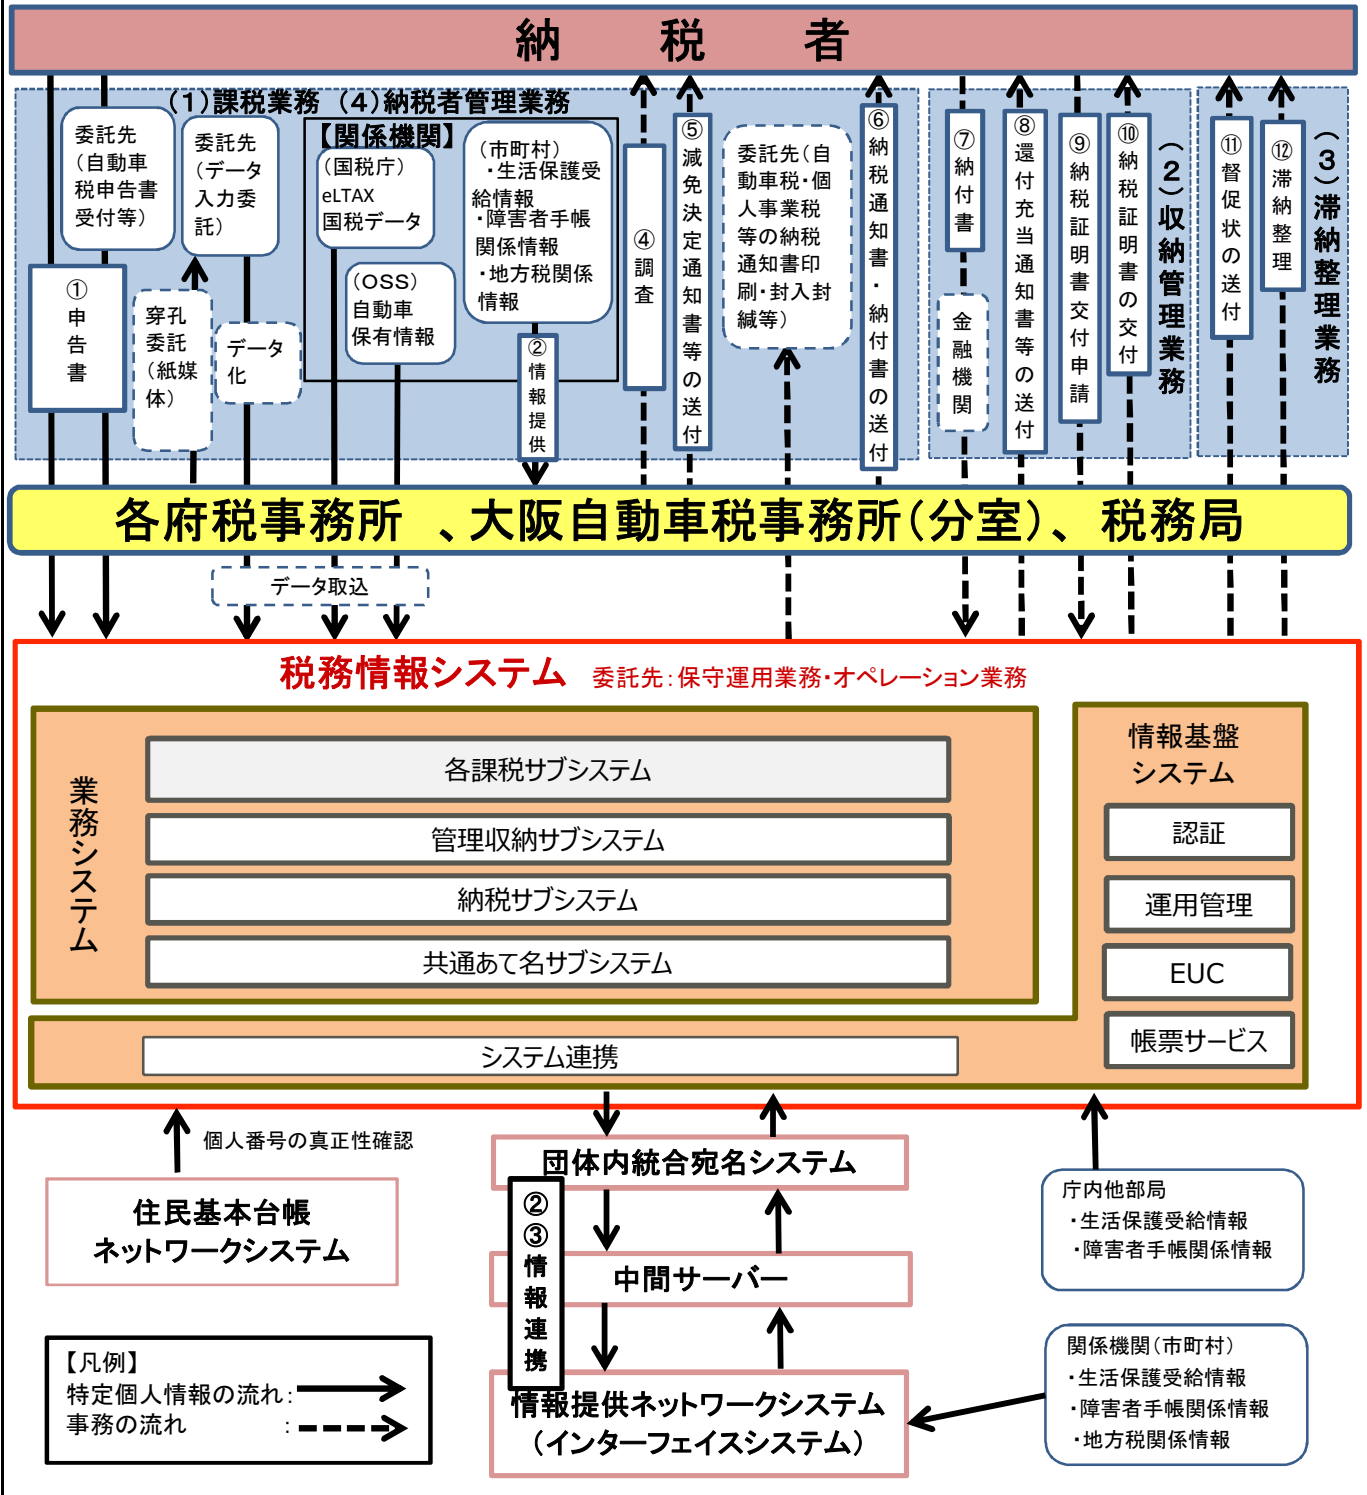 納　税　者
（１）課税業務（４）納税者管理業務
委託先
（自動車
税申告書
受付等）
①申告書
委託先
（データ
入力委
託）
穿孔
委託
（紙媒
体）
データ
化
【関係機関】
（国税庁）
eLTAX
国税データ
（OSS）
自動車
保有情報
（市町村）
・生活保護受
給情報
・障害者手帳
関係情報
・地方税関係
情報
②情報提供
④調査
⑤減免決定通知書等の送付
委託先（自
動車税・個
人事業税
等の納税
通知書印
刷・封入封
緘等）
⑥納税通知書・納付書の送付
⑦納付書
金融機関
⑧還付充当通知書等の送付
⑨納税証明書交付申請
⑩納税証明書の交付
（２）収納管理業務
⑪督促状の送付
⑫滞納整理
（３）滞納整理業務
各府税事務所 、大阪自動車税事務所（分室）、税務局
データ取込
税務情報システム　委託先：保守運用業務・オペレーション業務
業務システム
各課税サブシステム
管理収納サブシステム
納税サブシステム
共通あて名サブシステム
情報基盤
システム
認証
運用管理
EUC
帳票サービス
システム連携
個人番号の真正性確認
住民基本台帳
ネットワークシステム
団体内統合宛名システム
②③情報連携
中間サーバー
情報提供ネットワークシステム
（インターフェイスシステム）
庁内他部局
・生活保護受給情報
・障害者手帳関係情報
関係機関（市町村）
・生活保護受給情報
・障害者手帳関係情報
・地方税関係情報
【凡例】
特定個人情報の流れ：
事務の流れ　　　：